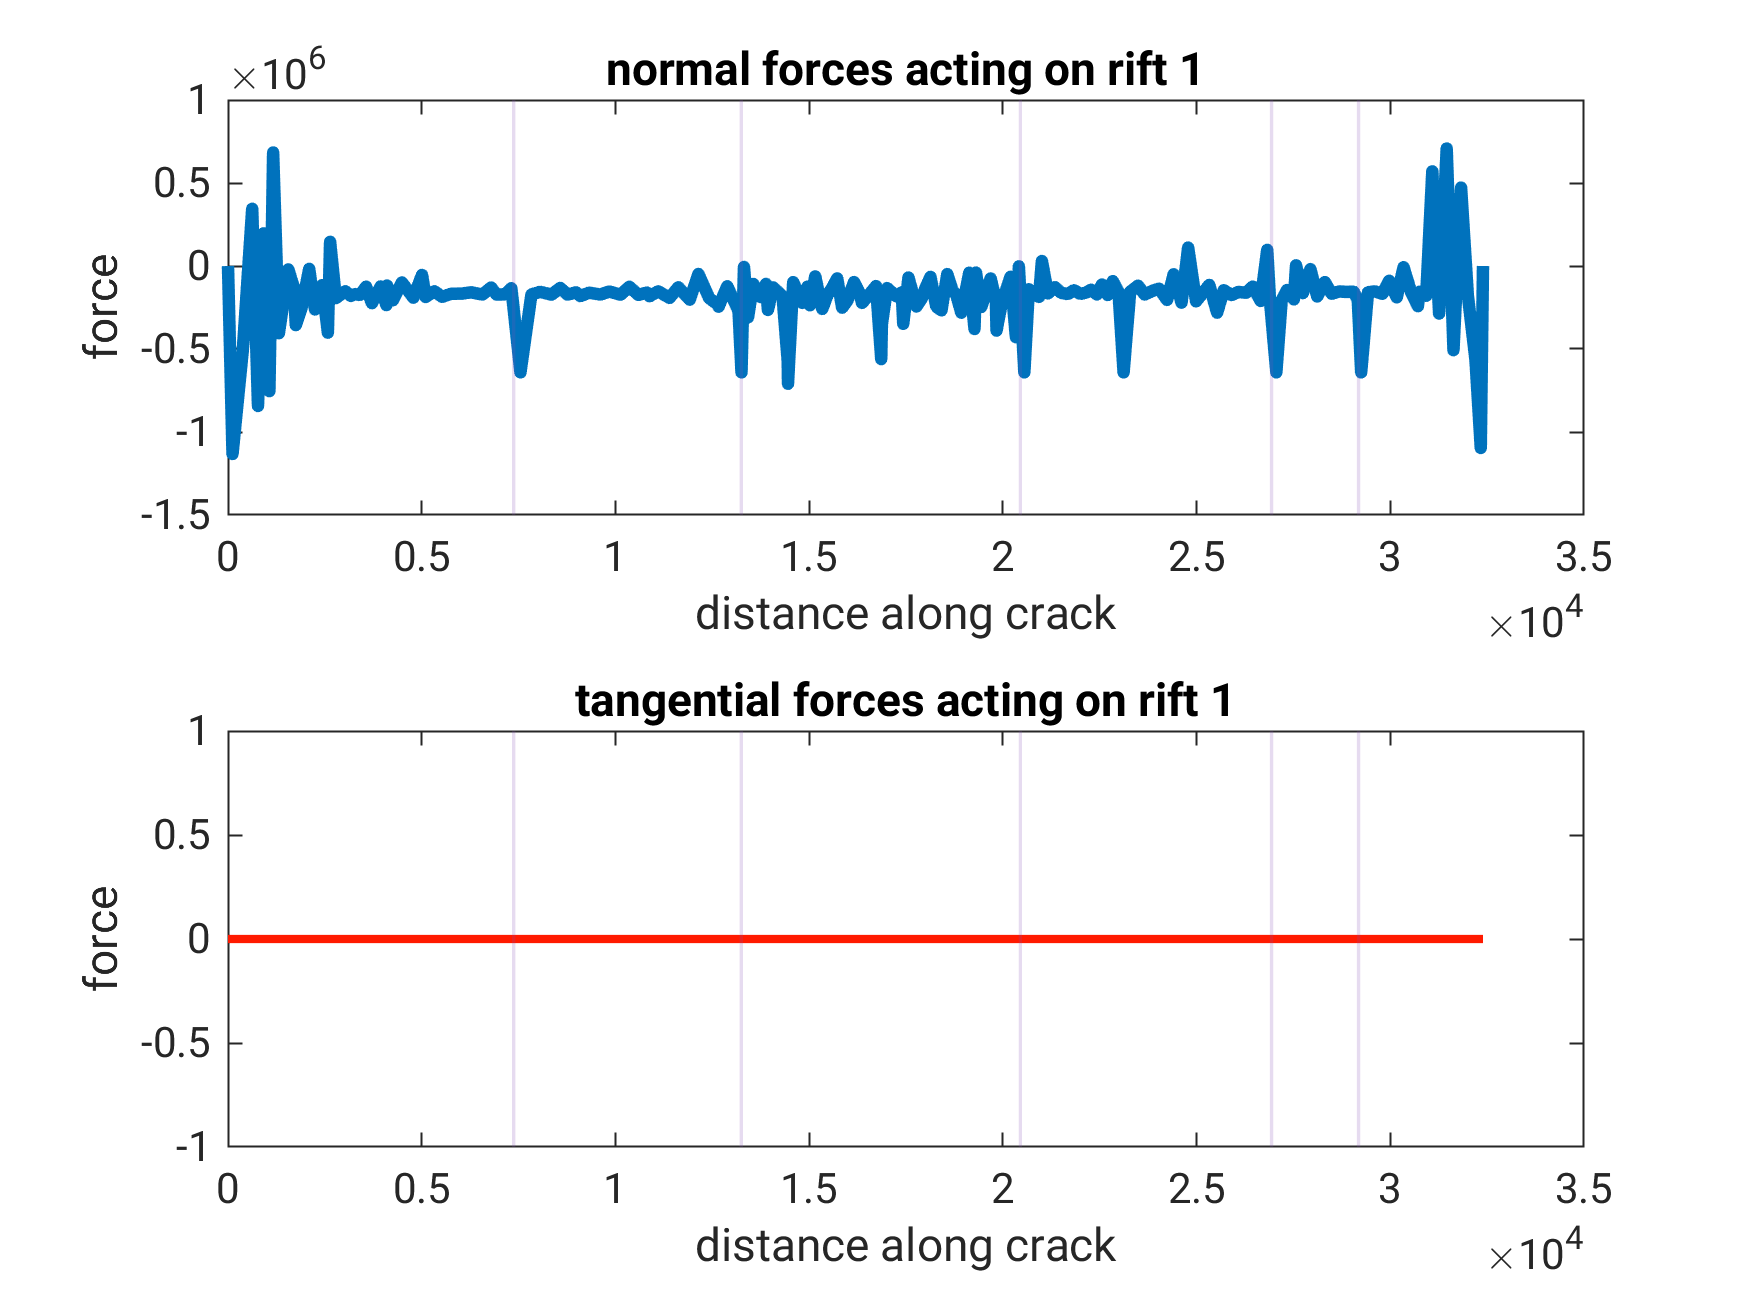 ×10^6
normal forces acting on rift 1
1
0.5
0
-0.5
-1
-1.5
force
0 0.5 1 1.5 2 2.5 3 3.5
distance along crack
×10^4
tangential forces acting on rift 1
1
0.5
0
-0.5
-1
force
0 0.5 1 1.5 2 2.5 3 3.5
distance along crack
×10^4